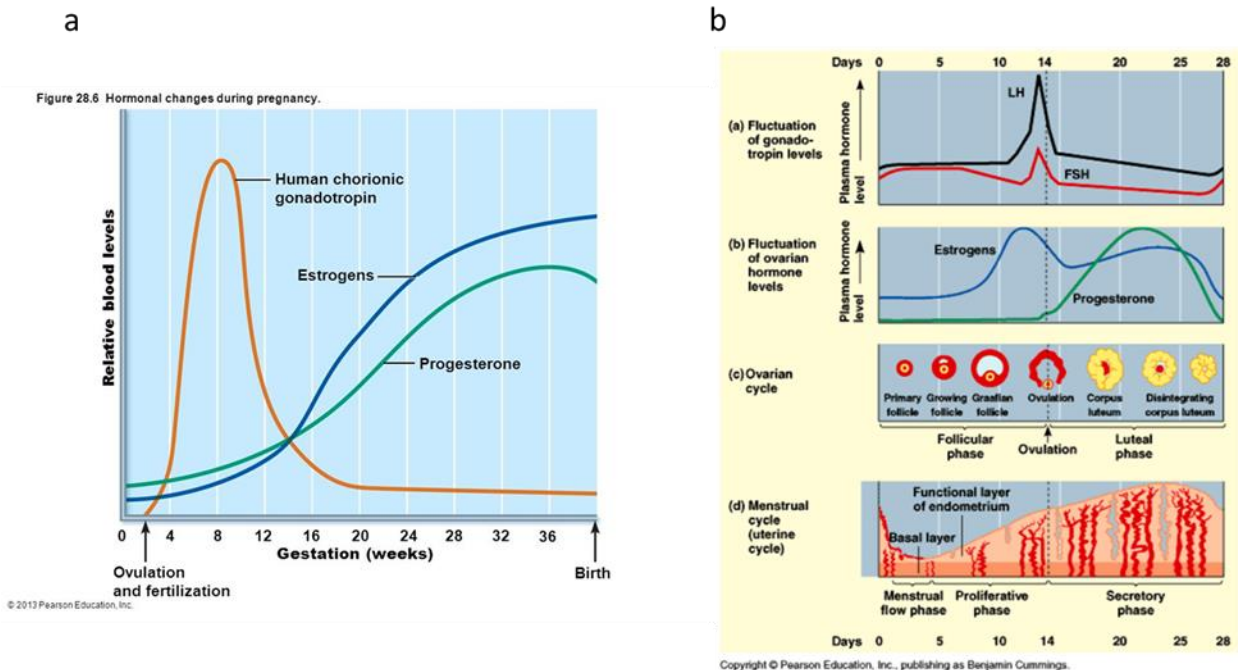 a
Figure 28.6 Hormonal changes during pregnancy.
Relative blood levels
Human chorionic
gonadotropin
Estrogens
Progesterone
0 4 8 12 16 20 24 28 32 36
Gestation (weeks)
Ovulation
and fertilization
Birth
© 2013 Pearson Education, Inc.
b
Days 0 5 10 14 20 25 28
(a) Fluctuation
of gonado-
tropin levels
Plasma hormone
level
LH
FSH
(b) Fluctuation
of ovarian
hormone
levels
Plasma hormone
level
Estrogens
Progesterone
(c) Ovarian
cycle
Primary
follicle
Growing
follicle
Graafian
follicle
Ovulation
Corpus
luteum
Disintegrating
corpus luteum
Follicular
phase
Ovulation
Luteal
phase
(d) Menstrual
cycle
(uterine
cycle)
Functional layer
of endometrium
Basal layer
Menstrual
flow phase
Proliferative
phase
Secretory
phase
Days 0 5 10 14 20 25 28
Copyright © Pearson Education, Inc., publishing as Benjamin Cummings.